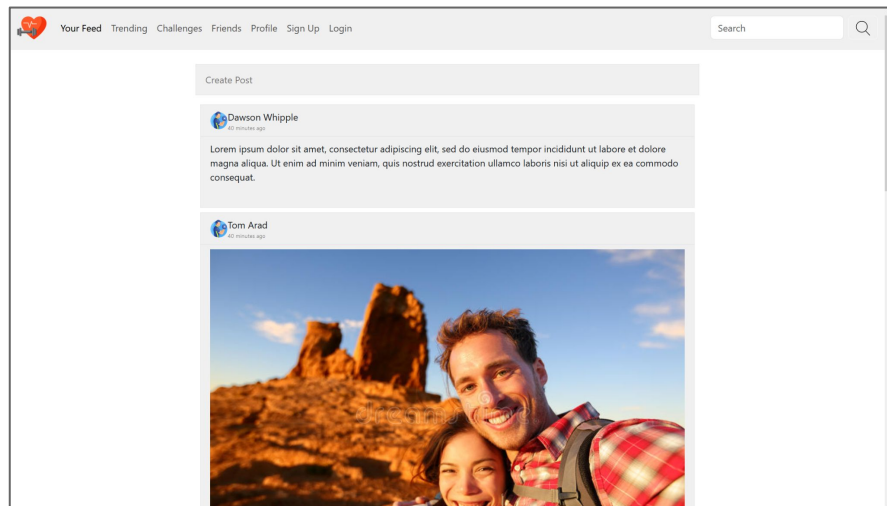 Your Feed Trending Challenges Friends Profile Sign Up Login Search
Create Post
Dawson Whipple
40 minutes ago
Lorem ipsum dolor sit amet, consectetur adipiscing elit, sed do eiusmod tempor incididunt ut labore et dolore
magna aliqua. Ut enim ad minim veniam, quis nostrud exercitation ullamco laboris nisi ut aliquip ex ea commodo
consequat.
Tom Arad
40 minutes ago